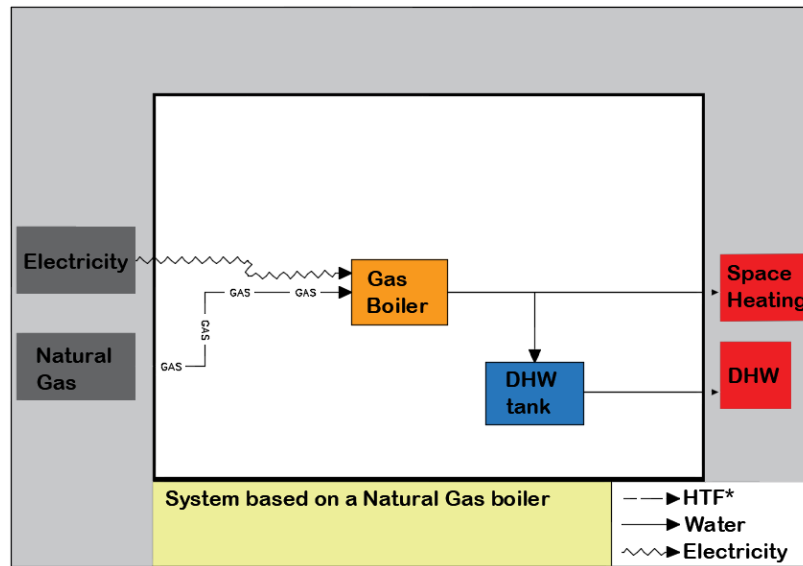 Electricity
Natural
Gas
GAS
GAS
GAS
GAS
Gas
Boiler
DHW
tank
Space
Heating
DHW
System based on a Natural Gas boiler
HTF*
Water
Electricity